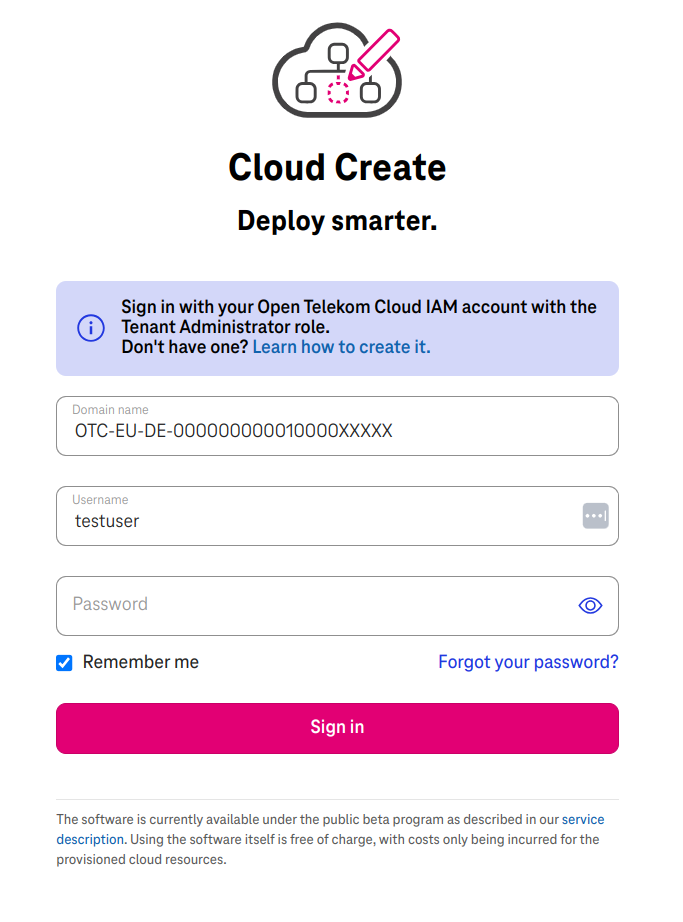 Cloud Create
Deploy smarter.
Sign in with your Open Telekom Cloud IAM account with the
Tenant Administrator role.
Don't have one? Learn how to create it.
Domain name
OTC-EU-DE-000000000010000XXXXX
Username
testuser
Password
Remember me
Forgot your password?
Sign in
The software is currently available under the public beta program as described in our service
description. Using the software itself is free of charge, with costs only being incurred for the
provisioned cloud resources.